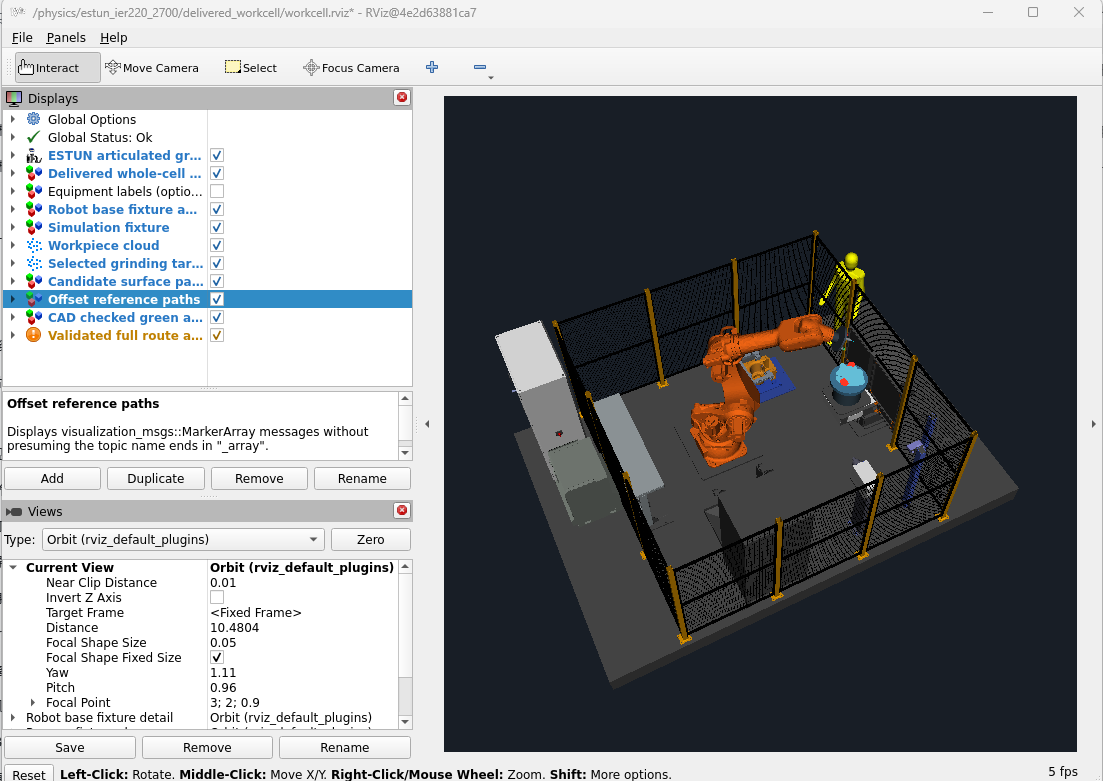 /physics/estun_ier220_2700/delivered_workcell/workcell.rviz* - RViz@4e2d63881ca7
File Panels Help
Interact Move Camera Select Focus Camera
Displays
Global Options
Global Status: Ok
ESTUN articulated gr...
Delivered whole-cell ...
Equipment labels (optio...
Robot base fixture a...
Simulation fixture
Workpiece cloud
Selected grinding tar...
Candidate surface pa...
Offset reference paths
CAD checked green a...
Validated full route a...
Offset reference paths
Displays visualization_msgs::MarkerArray messages without
presuming the topic name ends in "_array".
Add Duplicate Remove Rename
Views
Type: Orbit (rviz_default_plugins) Zero
Current View Orbit (rviz_default_plugins)
Near Clip Distance 0.01
Invert Z Axis
Target Frame <Fixed Frame>
Distance 10.4804
Focal Shape Size 0.05
Focal Shape Fixed Size
Yaw 1.11
Pitch 0.96
Focal Point 3; 2; 0.9
Robot base fixture detail Orbit (rviz_default_plugins)
Save Remove Rename
Reset Left-Click: Rotate. Middle-Click: Move X/Y. Right-Click/Mouse Wheel: Zoom. Shift: More options. 5 fps